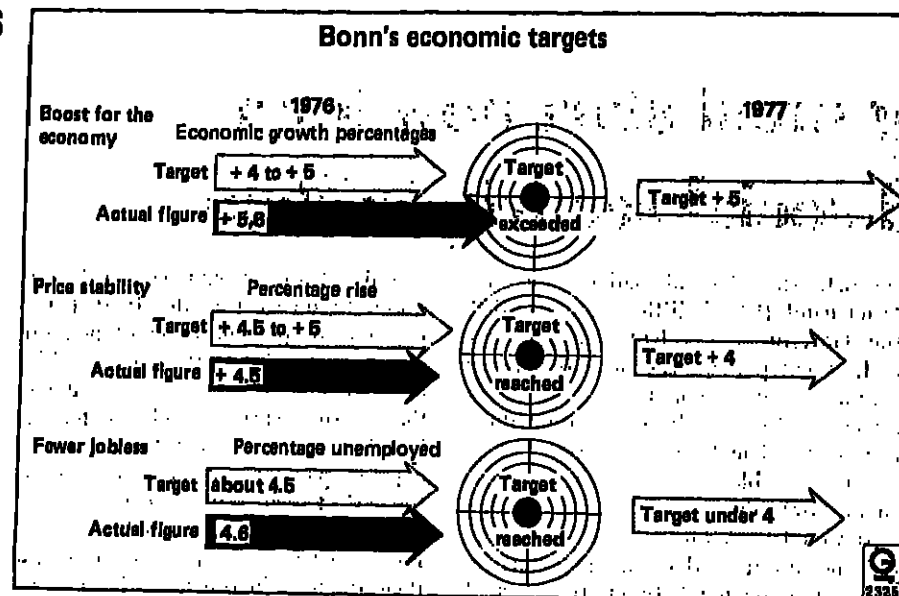 Bonn's economic targets
1976
1977
Boost for the
economy
Economic growth percentages
Target
+ 4 to + 5
Target
exceeded
Target + 5
Actual figure
Price stability
Percentage rise
Target
+ 4.5 to + 5
Target
reached
Target + 4
Actual figure
+ 4.5
Fewer jobless
Percentage unemployed
Target
about 4.5
Target
reached
Target under 4
Actual figure
4.6
2325